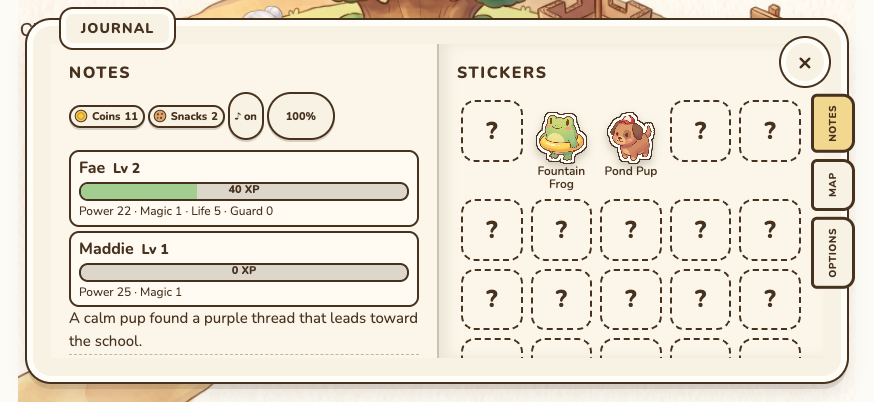 JOURNAL
NOTES
Coins 11
Snacks 2
♪ on
100%
Fae Lv 2
40 XP
Power 22 · Magic 1 · Life 5 · Guard 0
Maddie Lv 1
0 XP
Power 25 · Magic 1
A calm pup found a purple thread that leads toward
the school.
STICKERS
?
Fountain
Frog
Pond Pup
? ?
? ? ? ? ?
? ? ? ? ?
×
NOTES
MAP
OPTIONS